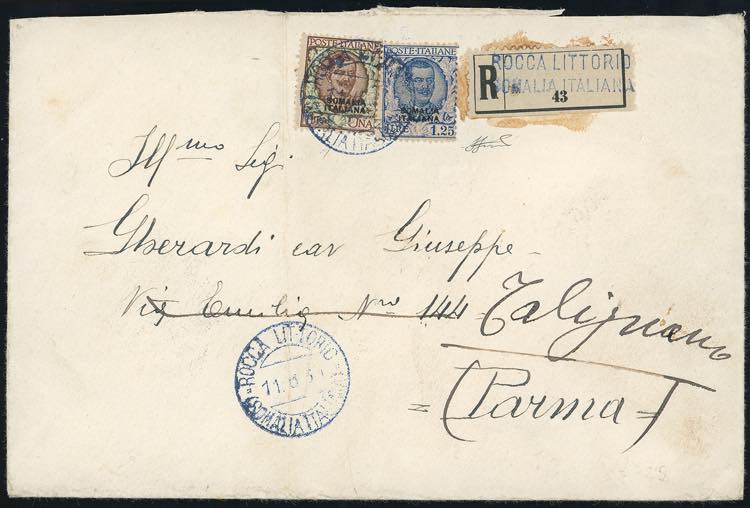 POSTE·ITALIANE
SOMALIA
ITALIANA
POSTE·ITALIANE
SOMALIA
ITALIANA
1.25
R
ROCCA LITTORIO
SOMALIA ITALIANA
43
Ill mo Sig.
Gherardi cav Giuseppe
Via Emilia Nro 144 Talignano
=(Parma)=
ROCCA LITTORIO
(SOMALIA ITALIANA)